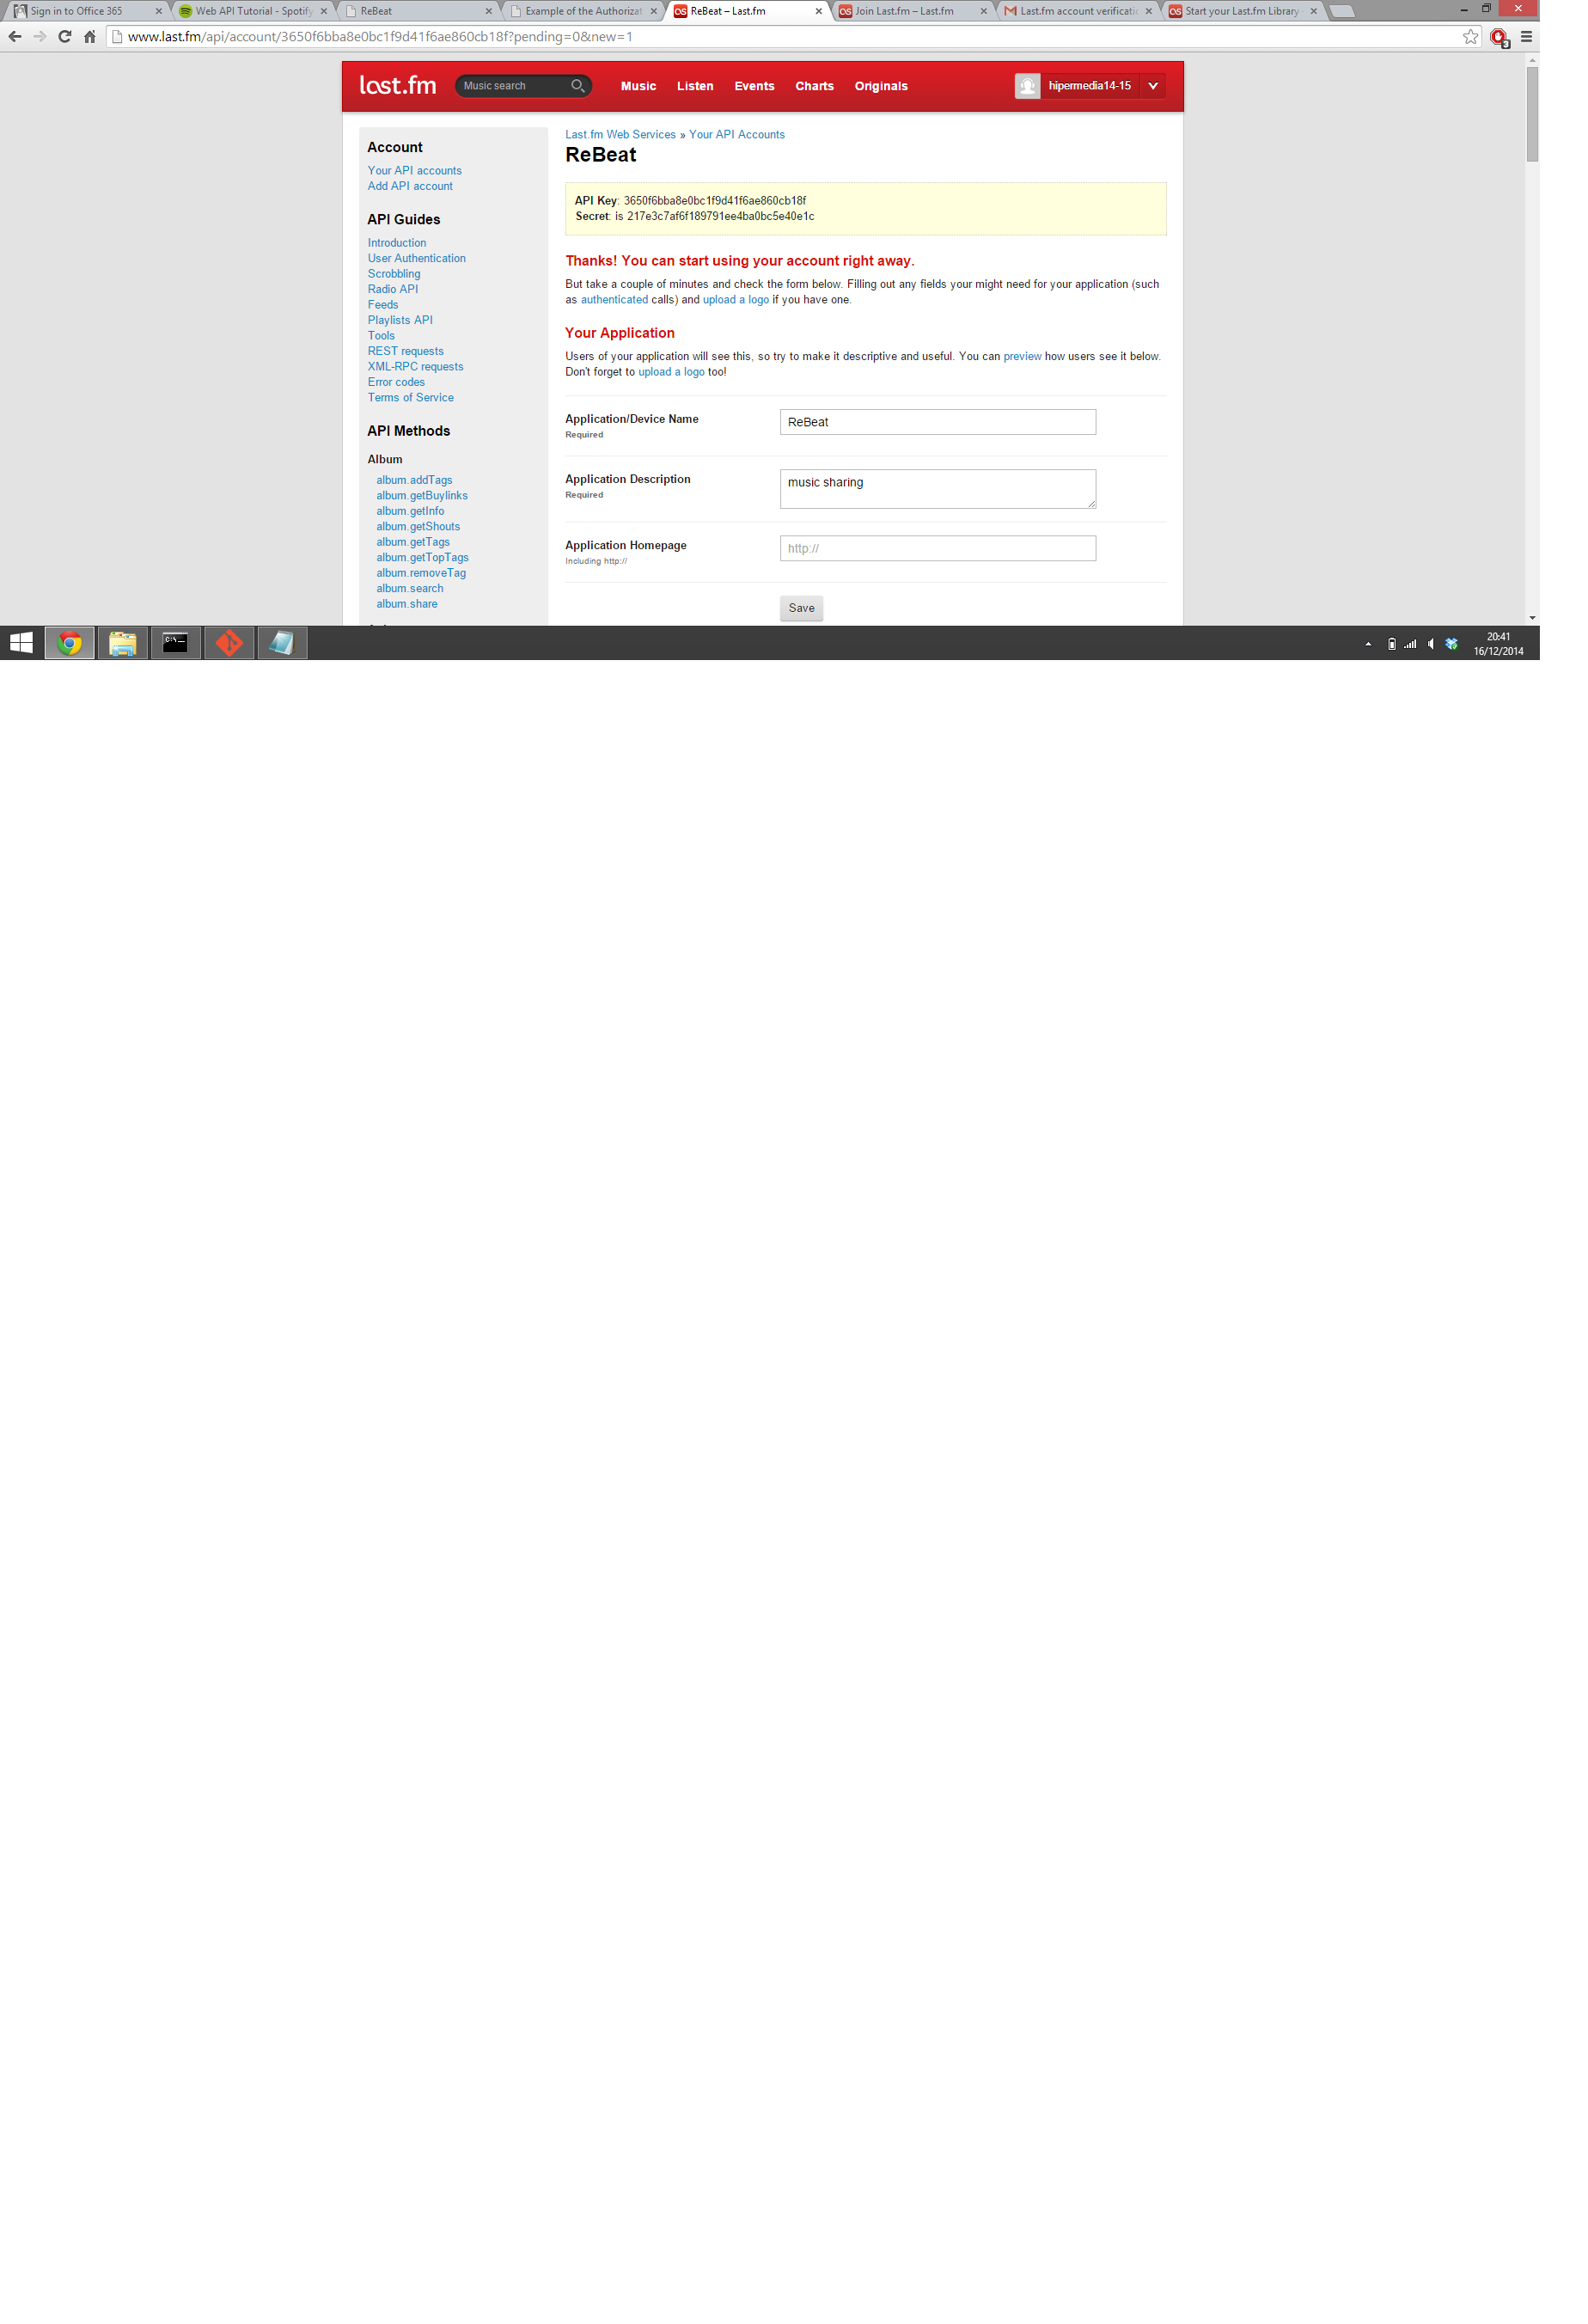 Sign in to Office 365
Web API Tutorial - Spotify
ReBeat
Example of the Authorizat
ReBeat – Last.fm
Join Last.fm – Last.fm
Last.fm account verificatio
Start your Last.fm Library
www.last.fm/api/account/3650f6bba8e0bc1f9d41f6ae860cb18f?pending=0&new=1
3
last.fm
Music search
Music
Listen
Events
Charts
Originals
hipermedia14-15
Account
Your API accounts
Add API account
API Guides
Introduction
User Authentication
Scrobbling
Radio API
Feeds
Playlists API
Tools
REST requests
XML-RPC requests
Error codes
Terms of Service
API Methods
Album
album.addTags
album.getBuylinks
album.getInfo
album.getShouts
album.getTags
album.getTopTags
album.removeTag
album.search
album.share
Last.fm Web Services » Your API Accounts
ReBeat
API Key: 3650f6bba8e0bc1f9d41f6ae860cb18f
Secret: is 217e3c7af6f189791ee4ba0bc5e40e1c
Thanks! You can start using your account right away.
But take a couple of minutes and check the form below. Filling out any fields your might need for your application (such
as authenticated calls) and upload a logo if you have one.
Your Application
Users of your application will see this, so try to make it descriptive and useful. You can preview how users see it below.
Don't forget to upload a logo too!
Application/Device Name
Required
ReBeat
Application Description
Required
music sharing
Application Homepage
Including http://
http://
Save
C:\
20:41
16/12/2014